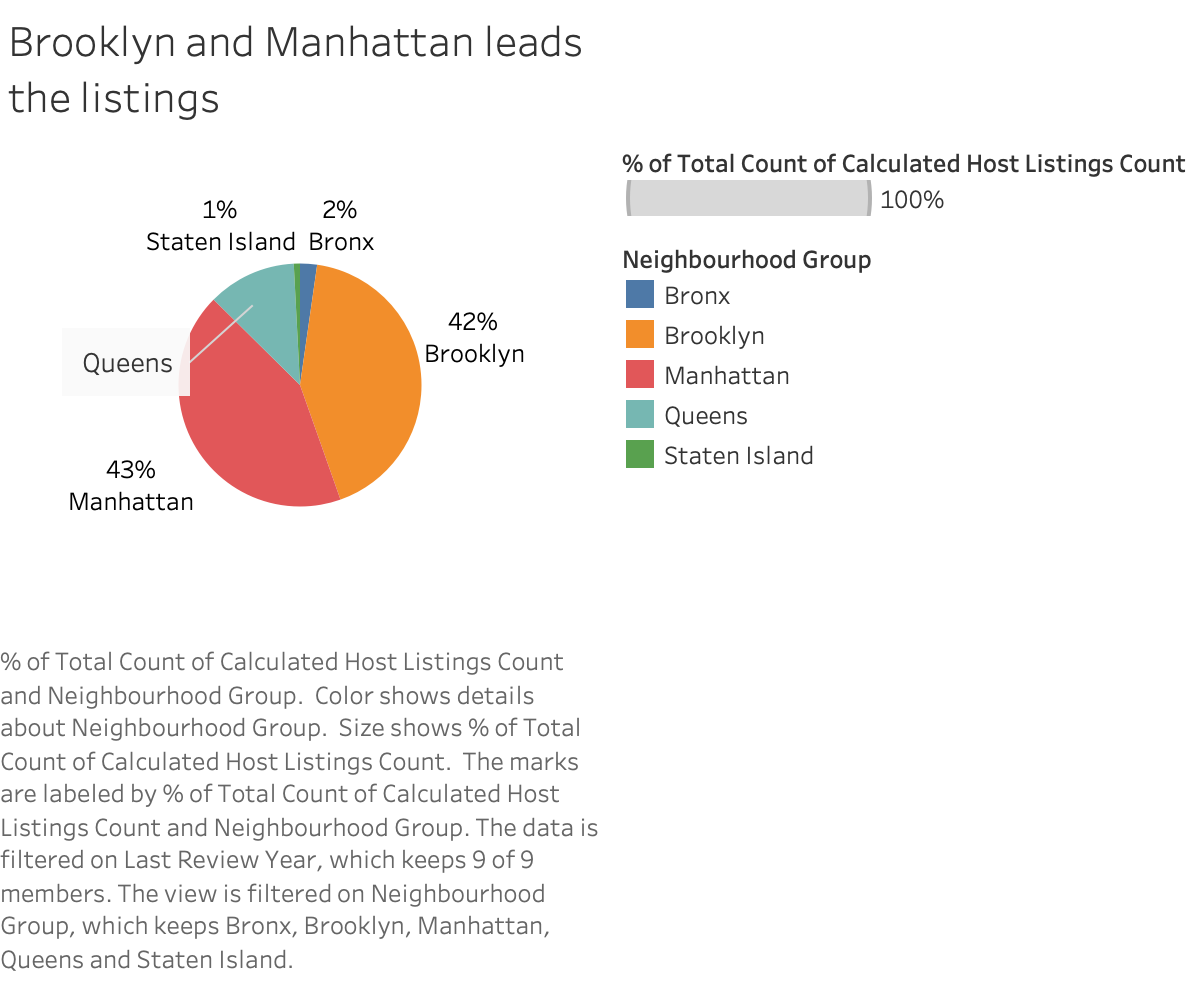 Brooklyn and Manhattan leads
the listings
% of Total Count of Calculated Host Listings Count
100%
Neighbourhood Group
Bronx
Brooklyn
Manhattan
Queens
Staten Island
1%
Staten Island
2%
Bronx
42%
Brooklyn
Queens
43%
Manhattan
% of Total Count of Calculated Host Listings Count
and Neighbourhood Group.  Color shows details
about Neighbourhood Group.  Size shows % of Total
Count of Calculated Host Listings Count.  The marks
are labeled by % of Total Count of Calculated Host
Listings Count and Neighbourhood Group. The data is
filtered on Last Review Year, which keeps 9 of 9
members. The view is filtered on Neighbourhood
Group, which keeps Bronx, Brooklyn, Manhattan,
Queens and Staten Island.